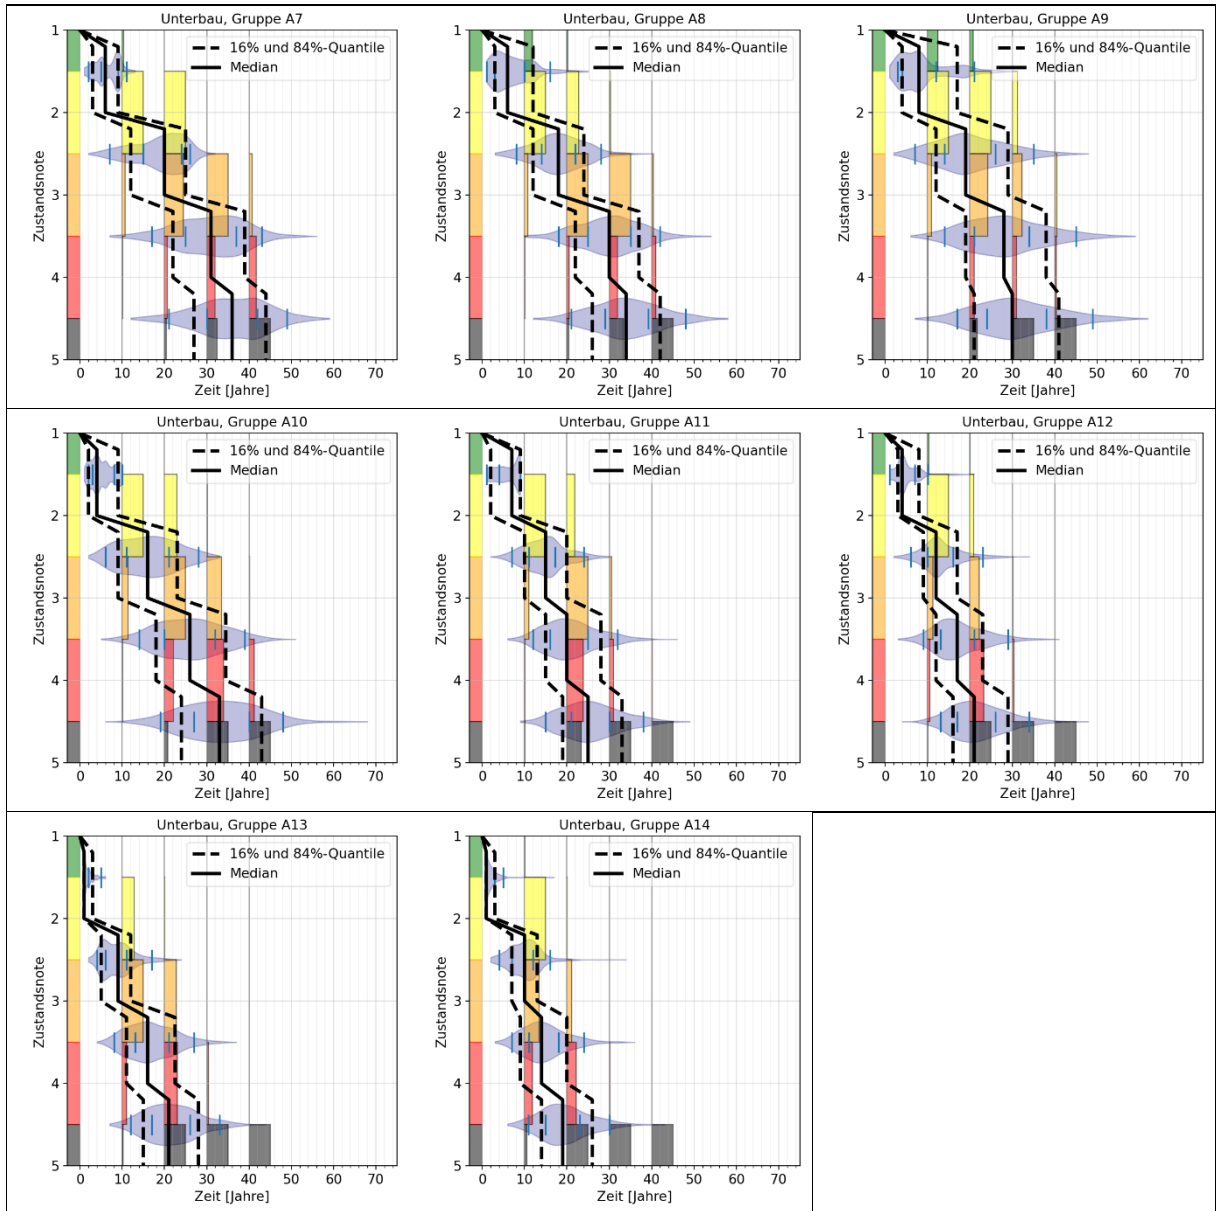 Unterbau, Gruppe A7
16% und 84%-Quantile
Median
Zustandsnote
1
2
3
4
5
0 10 20 30 40 50 60 70
Zeit [Jahre]
Unterbau, Gruppe A8
16% und 84%-Quantile
Median
Zustandsnote
1
2
3
4
5
0 10 20 30 40 50 60 70
Zeit [Jahre]
Unterbau, Gruppe A9
16% und 84%-Quantile
Median
Zustandsnote
1
2
3
4
5
0 10 20 30 40 50 60 70
Zeit [Jahre]
Unterbau, Gruppe A10
16% und 84%-Quantile
Median
Zustandsnote
1
2
3
4
5
0 10 20 30 40 50 60 70
Zeit [Jahre]
Unterbau, Gruppe A11
16% und 84%-Quantile
Median
Zustandsnote
1
2
3
4
5
0 10 20 30 40 50 60 70
Zeit [Jahre]
Unterbau, Gruppe A12
16% und 84%-Quantile
Median
Zustandsnote
1
2
3
4
5
0 10 20 30 40 50 60 70
Zeit [Jahre]
Unterbau, Gruppe A13
16% und 84%-Quantile
Median
Zustandsnote
1
2
3
4
5
0 10 20 30 40 50 60 70
Zeit [Jahre]
Unterbau, Gruppe A14
16% und 84%-Quantile
Median
Zustandsnote
1
2
3
4
5
0 10 20 30 40 50 60 70
Zeit [Jahre]